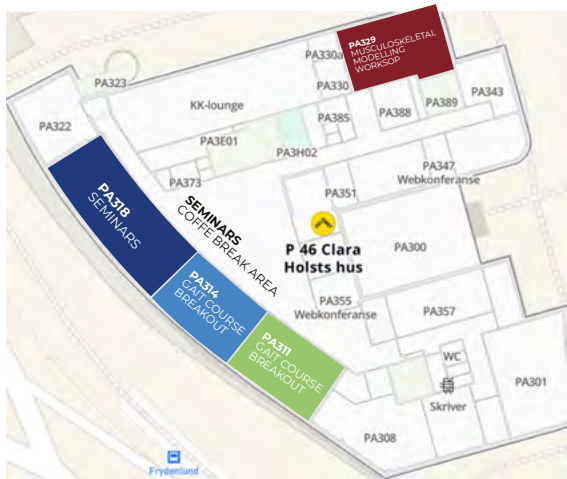 PA329
MUSCULOSKELETAL
MODELLING
WORKSOP
PA330a
PA323
PA330
PA343
KK-lounge
PA389
PA388
PA385
PA322
PA3E01
PA3H02
PA347
Webkonferanse
PA373
PA351
PA318
SEMINARS
SEMINARS
COFFE BREAK AREA
P 46 Clara
Holsts hus
PA300
PA314
GAIT COURSE
BREAKOUT
PA355
Webkonferanse
PA357
PA311
GAIT COURSE
BREAKOUT
WC
PA301
Skriver
PA308
Frydenlund